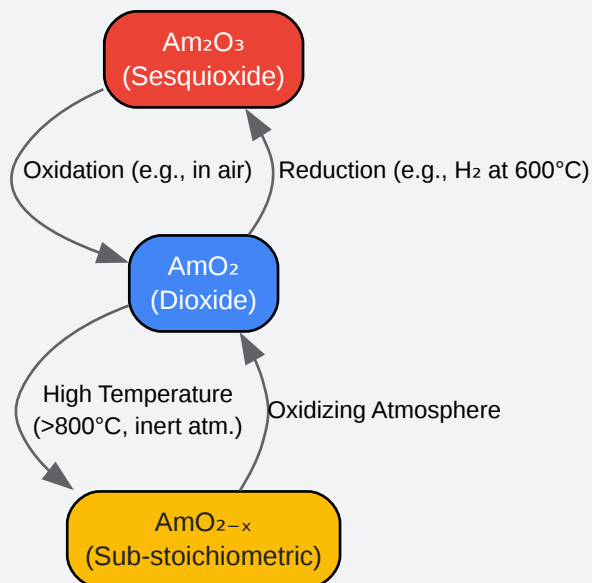 Am₂O₃
(Sesquioxide)
Oxidation (e.g., in air)
Reduction (e.g., H₂ at 600°C)
AmO₂
(Dioxide)
High Temperature
(>800°C, inert atm.)
Oxidizing Atmosphere
AmO₂₋ₓ
(Sub-stoichiometric)